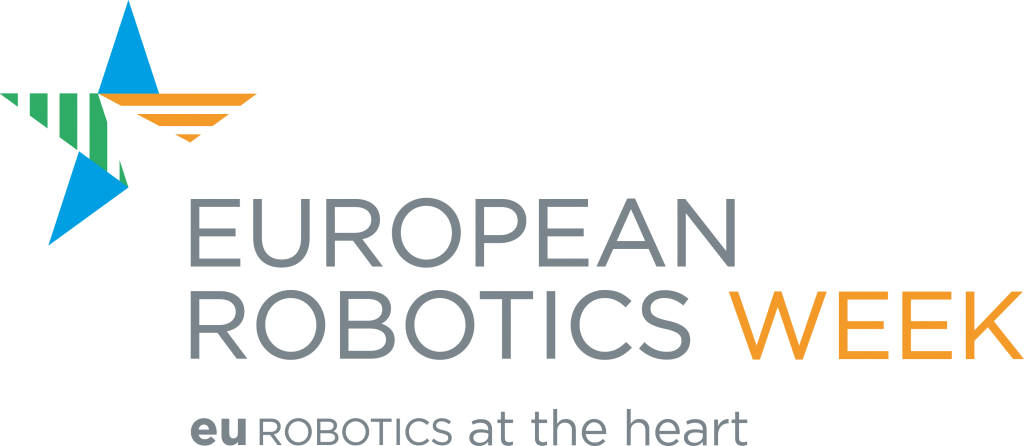 EUROPEAN
ROBOTICS WEEK
eu ROBOTICS at the heart